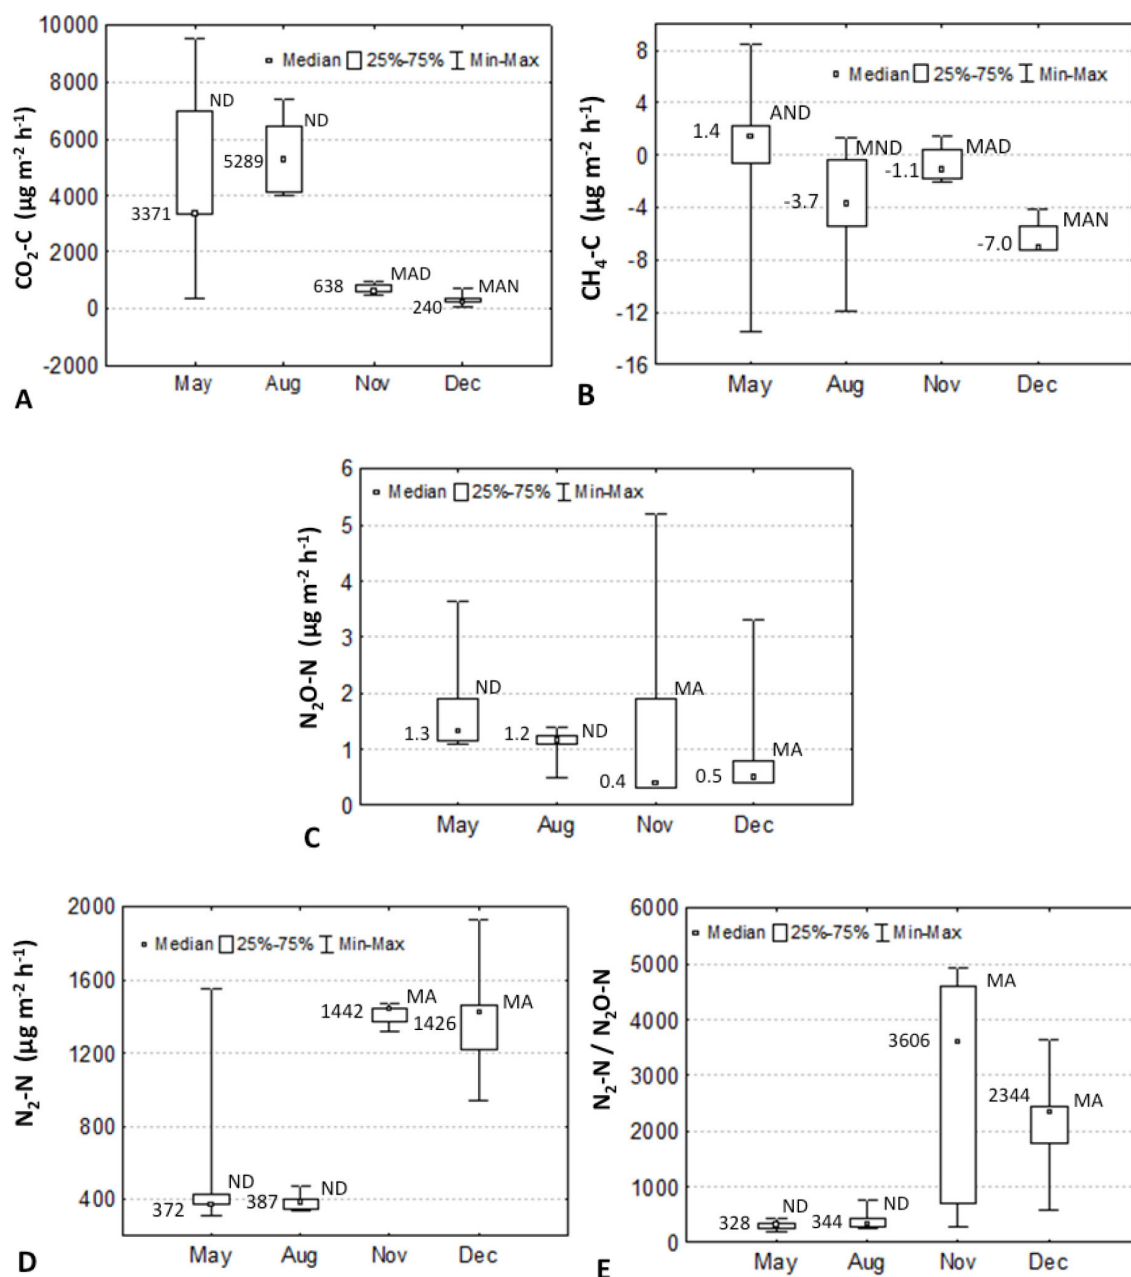 CO₂-C (µg m⁻² h⁻¹)
10000
8000
6000
4000
2000
0
-2000
Median 25%-75% Min-Max
ND
ND
5289
3371
638
MAD
240
MAN
May Aug Nov Dec
A
CH₄-C (µg m⁻² h⁻¹)
8
4
0
-4
-8
-12
-16
Median 25%-75% Min-Max
1.4
AND
MND
-3.7
MAD
-1.1
MAN
-7.0
May Aug Nov Dec
B
N₂O-N (µg m⁻² h⁻¹)
6
5
4
3
2
1
0
Median 25%-75% Min-Max
ND
1.3
1.2
ND
MA
0.4
MA
0.5
May Aug Nov Dec
C
N₂-N (µg m⁻² h⁻¹)
2000
1600
1200
800
400
Median 25%-75% Min-Max
1442
MA
1426
MA
ND
372
387
ND
May Aug Nov Dec
D
N₂-N / N₂O-N
6000
5000
4000
3000
2000
1000
0
Median 25%-75% Min-Max
MA
3606
2344
MA
ND
328
344
ND
May Aug Nov Dec
E